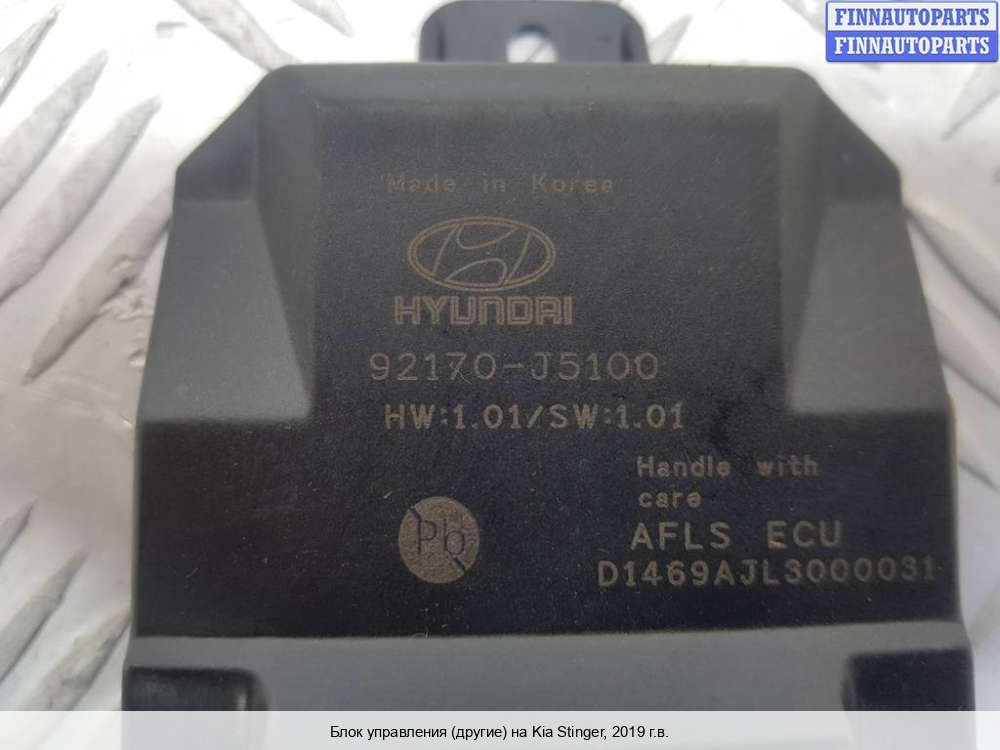 FINNAUTOPARTS
FINNAUTOPARTS
Made in Korea
HYUNDAI
92170-J5100
HW:1.01/SW:1.01
Handle with
care
Pb
AFLS ECU
D1469AJL3000031
Блок управления (другие) на Kia Stinger, 2019 г.в.